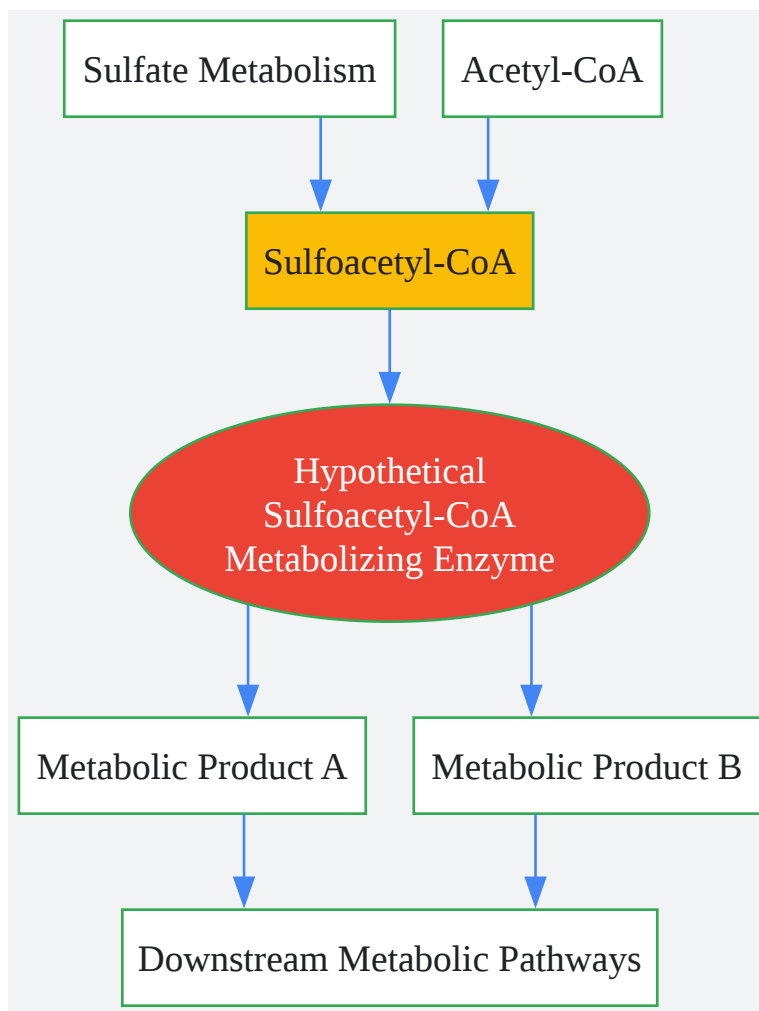 Sulfate Metabolism
Acetyl-CoA
Sulfoacetyl-CoA
Hypothetical
Sulfoacetyl-CoA
Metabolizing Enzyme
Metabolic Product A
Metabolic Product B
Downstream Metabolic Pathways